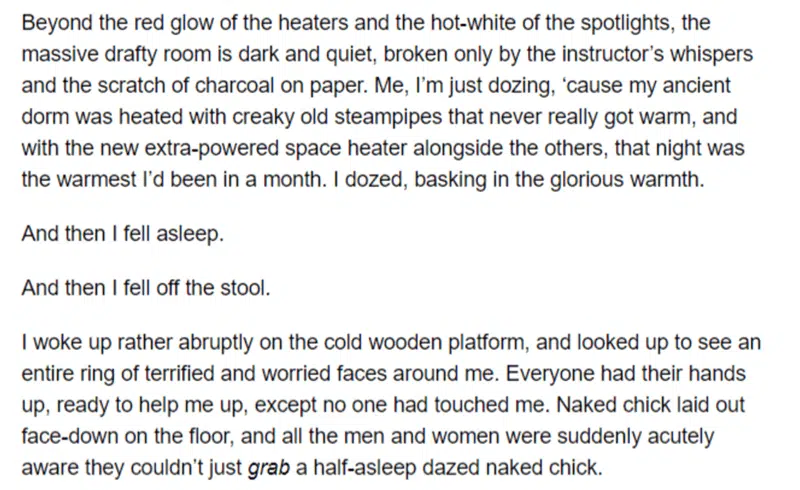 Beyond the red glow of the heaters and the hot-white of the spotlights, the
massive drafty room is dark and quiet, broken only by the instructor’s whispers
and the scratch of charcoal on paper. Me, I’m just dozing, ‘cause my ancient
dorm was heated with creaky old steampipes that never really got warm, and
with the new extra-powered space heater alongside the others, that night was
the warmest I’d been in a month. I dozed, basking in the glorious warmth.
And then I fell asleep.
And then I fell off the stool.
I woke up rather abruptly on the cold wooden platform, and looked up to see an
entire ring of terrified and worried faces around me. Everyone had their hands
up, ready to help me up, except no one had touched me. Naked chick laid out
face-down on the floor, and all the men and women were suddenly acutely
aware they couldn’t just grab a half-asleep dazed naked chick.